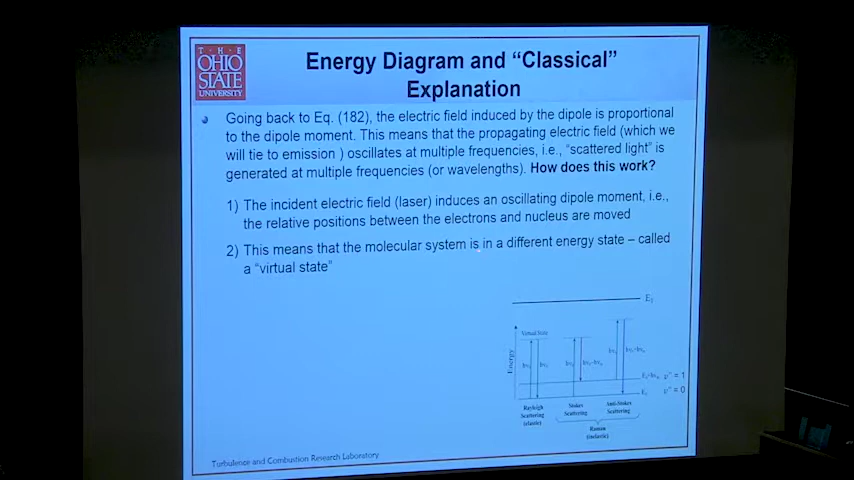 T · H · E
OHIO
STATE
UNIVERSITY
Energy Diagram and “Classical”
Explanation
Going back to Eq. (182), the electric field induced by the dipole is proportional
to the dipole moment. This means that the propagating electric field (which we
will tie to emission ) oscillates at multiple frequencies, i.e., “scattered light” is
generated at multiple frequencies (or wavelengths). How does this work?
1) The incident electric field (laser) induces an oscillating dipole moment, i.e.,
the relative positions between the electrons and nucleus are moved
2) This means that the molecular system is in a different energy state – called
a “virtual state”
Virtual State
Energy
υ" = 1
υ" = 0
Rayleigh
Scattering
(elastic)
Stokes
Scattering
Anti-Stokes
Scattering
Raman
(inelastic)
Turbulence and Combustion Research Laboratory